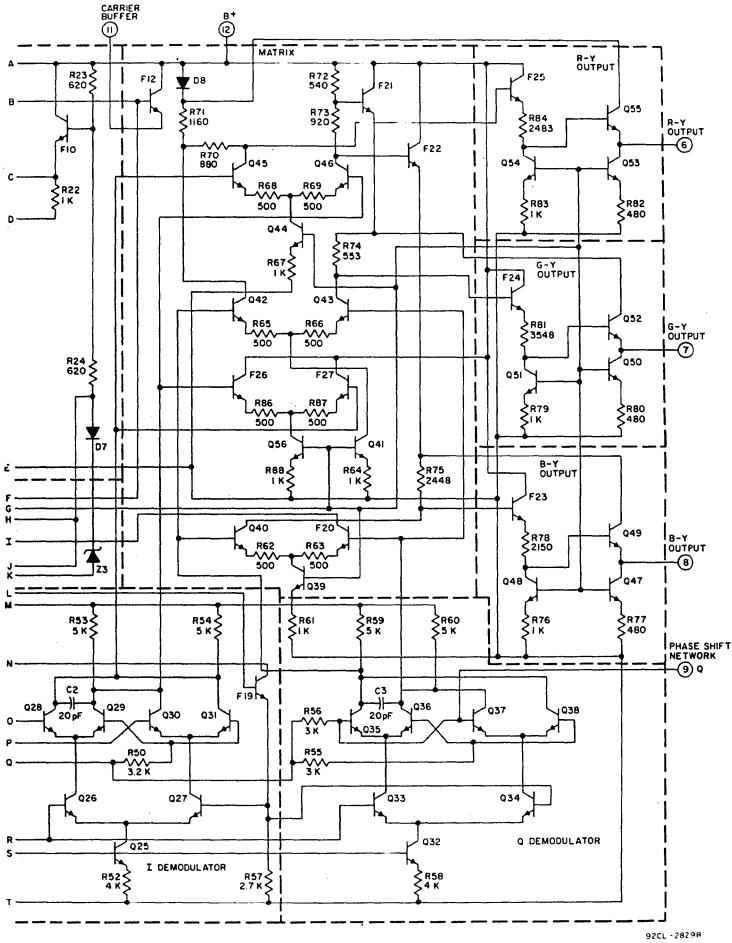 CARRIER
BUFFER
11
B+
12
MATRIX
R-Y
OUTPUT
A
R23
620
F12
D8
R72
540
F21
F25
B
R71
1160
R73
920
R84
2483
Q55
F10
R70
880
F22
R-Y
OUTPUT
6
C
Q45
Q46
Q54
Q53
R22
1K
R68
500
R69
500
R83
1K
R82
480
D
Q44
R67
1K
R74
553
G-Y
OUTPUT
Q42
Q43
F24
R65
500
R66
500
R81
3548
Q52
G-Y
OUTPUT
7
R24
620
F26
F27
Q51
Q50
R86
500
R87
500
R79
1K
R80
480
D7
Q56
Q41
B-Y
OUTPUT
E
R88
1K
R64
1K
R75
2448
F
G
H
F23
I
Q40
F20
R78
2150
Q49
R62
500
R63
500
B-Y
OUTPUT
8
J
Z3
K
Q39
Q48
Q47
L
R61
1K
R76
1K
R77
480
M
R53
5K
R54
5K
R59
5K
R60
5K
PHASE SHIFT
NETWORK
9 Q
N
F19
Q28
C2
20pF
Q29
Q30
Q31
R56
3K
C3
20pF
Q35
Q36
Q37
Q38
O
P
R50
3.2K
R55
3K
Q
Q26
Q27
Q33
Q34
R
S
Q25
Q32
Q DEMODULATOR
R52
4K
I DEMODULATOR
R57
2.7K
R58
4K
T
92CL-2829R